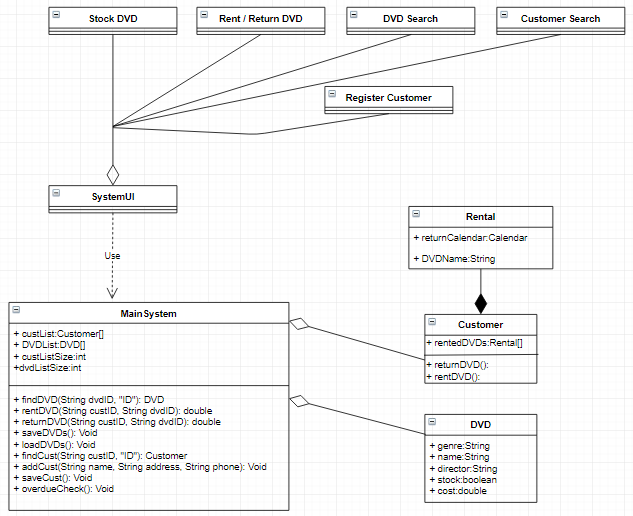 Stock DVD
Rent / Return DVD
DVD Search
Customer Search
Register Customer
SystemUI
Use
Rental
+ returnCalendar:Calendar
+ DVDName:String
MainSystem
+ custList:Customer[]
+ DVDList:DVD[]
+ custListSize:int
+dvdListSize:int
+ findDVD(String dvdID, "ID"): DVD
+ rentDVD(String custID, String dvdID): double
+ returnDVD(String custID, String dvdID): double
+ saveDVDs(): Void
+ loadDVDs(): Void
+ findCust(String custID, "ID"): Customer
+ addCust(String name, String address, String phone): Void
+ saveCust(): Void
+ overdueCheck(): Void
Customer
+ rentedDVDs:Rental[]
+ returnDVD():
+ rentDVD():
DVD
+ genre:String
+ name:String
+ director:String
+ stock:boolean
+ cost:double